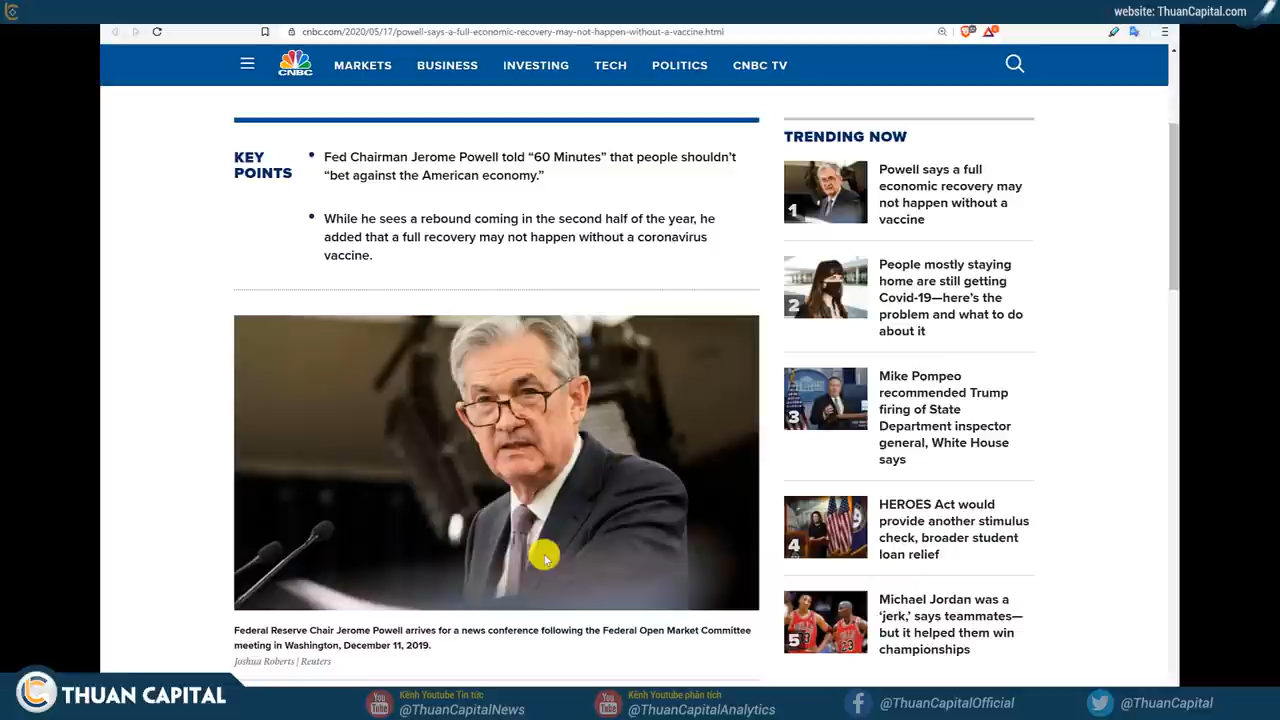 website: ThuanCapital.com
cnbc.com/2020/05/17/powell-says-a-full-economic-recovery-may-not-happen-without-a-vaccine.html
CNBC
MARKETS
BUSINESS
INVESTING
TECH
POLITICS
CNBC TV
KEY
POINTS
Fed Chairman Jerome Powell told “60 Minutes” that people shouldn’t
“bet against the American economy.”
While he sees a rebound coming in the second half of the year, he
added that a full recovery may not happen without a coronavirus
vaccine.
Federal Reserve Chair Jerome Powell arrives for a news conference following the Federal Open Market Committee
meeting in Washington, December 11, 2019.
Joshua Roberts | Reuters
TRENDING NOW
1
Powell says a full
economic recovery may
not happen without a
vaccine
2
People mostly staying
home are still getting
Covid-19—here’s the
problem and what to do
about it
3
Mike Pompeo
recommended Trump
firing of State
Department inspector
general, White House
says
4
HEROES Act would
provide another stimulus
check, broader student
loan relief
5
Michael Jordan was a
‘jerk,’ says teammates—
but it helped them win
championships
THUAN CAPITAL
You
Tube
Kênh Youtube Tin tức
@ThuanCapitalNews
You
Tube
Kênh Youtube phân tích
@ThuanCapitalAnalytics
@ThuanCapitalOfficial
@ThuanCapital